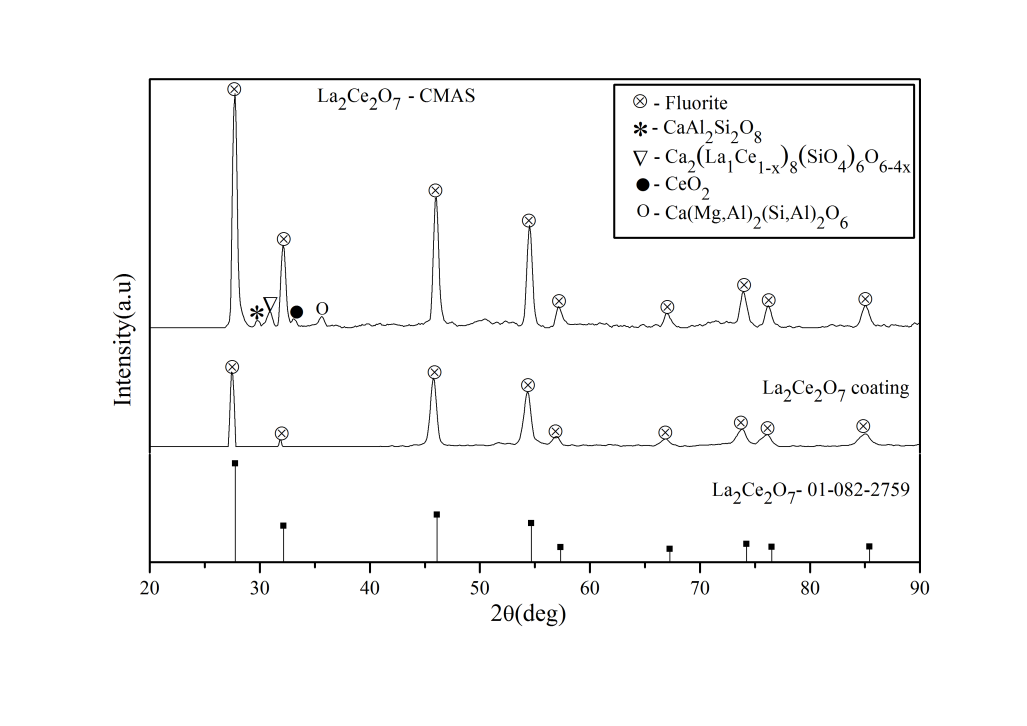 La2Ce2O7 - CMAS
⊗ - Fluorite
* - CaAl2Si2O8
▽ - Ca2(La1Ce1-x)8(SiO4)6O6-4x
● - CeO2
O - Ca(Mg,Al)2(Si,Al)2O6
Intensity(a.u)
La2Ce2O7 coating
La2Ce2O7- 01-082-2759
20 30 40 50 60 70 80 90
2θ(deg)